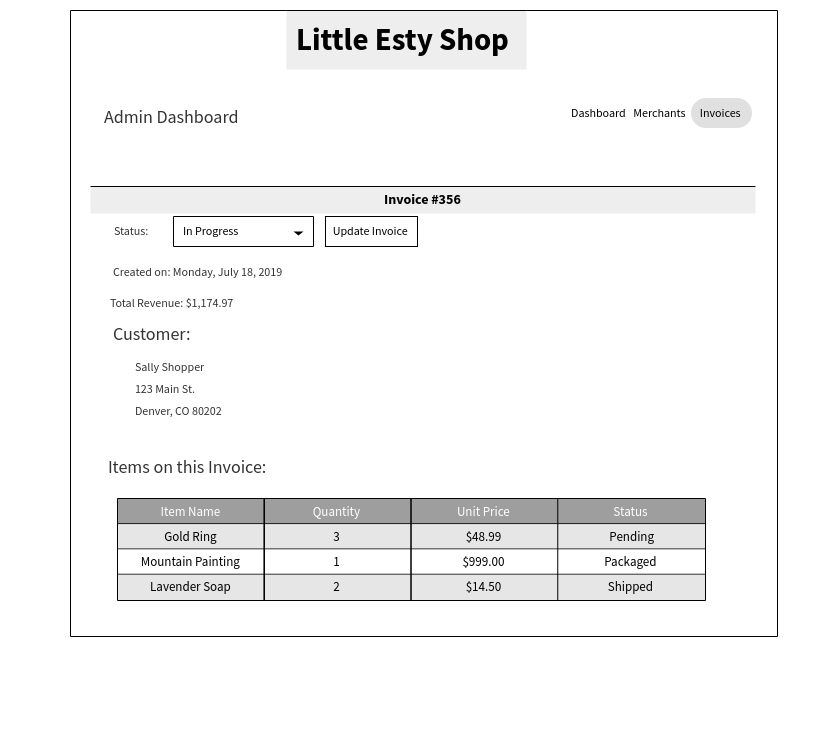 Little Esty Shop
Admin Dashboard
Dashboard Merchants Invoices
Invoice #356
Status: In Progress Update Invoice
Created on: Monday, July 18, 2019
Total Revenue: $1,174.97
Customer:
Sally Shopper
123 Main St.
Denver, CO 80202
Items on this Invoice:
Item Name Quantity Unit Price Status
Gold Ring 3 $48.99 Pending
Mountain Painting 1 $999.00 Packaged
Lavender Soap 2 $14.50 Shipped